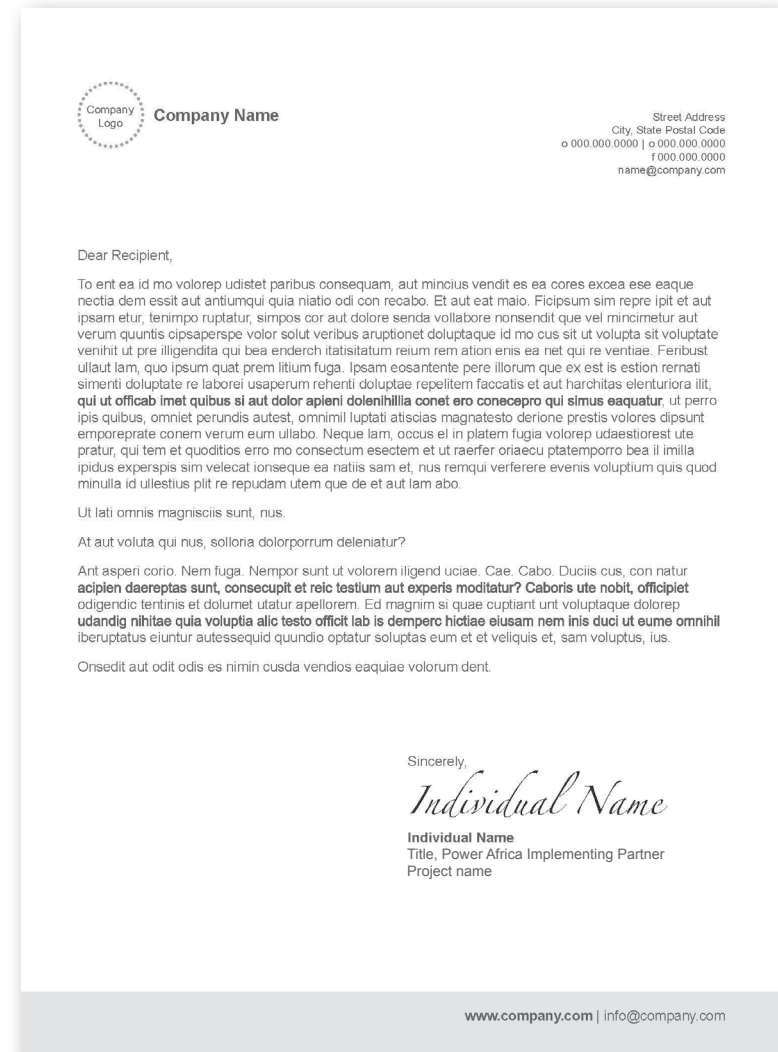 Company
Logo
Company Name
Street Address
City, State Postal Code
o 000.000.0000 | o 000.000.0000
f 000.000.0000
name@company.com
Dear Recipient,
To ent ea id mo volorep udistet paribus consequam, aut mincius vendit es ea cores excea ese eaque
nectia dem essit aut antiumqui quia niatio odi con recabo. Et aut eat maio. Ficipsum sim repre ipit et aut
ipsam etur, tenimpo ruptatur, simpos cor aut dolore senda vollabore nonsendit que vel mincimetur aut
verum quuntis cipsaperspe volor solut veribus aruptionet doluptaque id mo cus sit ut volupta sit voluptate
venihit ut pre illigendita qui bea enderch itatisitatum reium rem ation enis ea net qui re ventiae. Feribust
ullaut lam, quo ipsum quat prem litium fuga. Ipsam eosantente pere illorum que ex est is estion rernati
simenti doluptate re laborei usaperum rehenti doluptae repelitem faccatis et aut harchitas elenturiora ilit,
qui ut officab imet quibus si aut dolor apieni dolenihillia conet ero conecepro qui simus eaquatur, ut perro
ipis quibus, omniet perundis autest, omnimil luptati atiscias magnatesto derione prestis volores dipsunt
emporeprate conem verum eum ullabo. Neque lam, occus el in platem fugia volorep udaestiorest ute
pratur, qui tem et quoditios erro mo consectum esectem et ut raerfer oriaecu ptatemporro bea il imilla
ipidus experspis sim velecat ionseque ea natiis sam et, nus remqui verferere evenis voluptium quis quod
minulla id ullestius plit re repudam utem que de et aut lam abo.
Ut lati omnis magnisciis sunt, nus.
At aut voluta qui nus, solloria dolorporrum deleniatur?
Ant asperi corio. Nem fuga. Nempor sunt ut volorem iligend uciae. Cae. Cabo. Duciis cus, con natur
acipien daereptas sunt, consecupit et reic testium aut experis moditatur? Caboris ute nobit, officipiet
odigendic tentinis et dolumet utatur apellorem. Ed magnim si quae cuptiant unt voluptaque dolorep
udandig nihitae quia voluptia alic testo officit lab is demperc hictiae eiusam nem inis duci ut eume omnihil
iberuptatus eiuntur autessequid quundio optatur soluptas eum et et veliquis et, sam voluptus, ius.
Onsedit aut odit odis es nimin cusda vendios eaquiae volorum dent.
Sincerely,
Individual Name
Individual Name
Title, Power Africa Implementing Partner
Project name
www.company.com | info@company.com